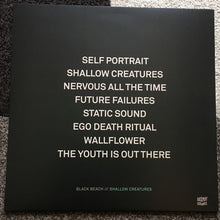 SELF PORTRAIT
SHALLOW CREATURES
NERVOUS ALL THE TIME
FUTURE FAILURES
STATIC SOUND
EGO DEATH RITUAL
WALLFLOWER
THE YOUTH IS OUT THERE
BLACK BEACH // SHALLOW CREATURES